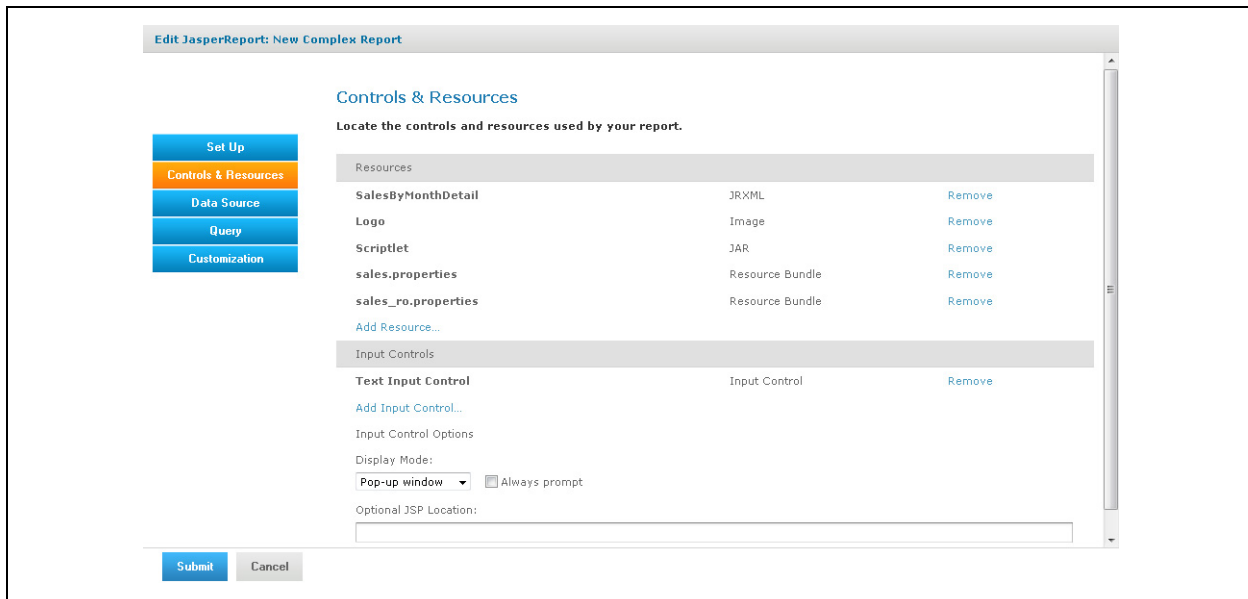 Edit JasperReport: New Complex Report
Controls & Resources
Locate the controls and resources used by your report.
Set Up
Controls & Resources
Data Source
Query
Customization
Resources
SalesByMonthDetail JRXML Remove
Logo Image Remove
Scriptlet JAR Remove
sales.properties Resource Bundle Remove
sales_ro.properties Resource Bundle Remove
Add Resource...
Input Controls
Text Input Control Input Control Remove
Add Input Control...
Input Control Options
Display Mode:
Pop-up window Always prompt
Optional JSP Location:
Submit Cancel